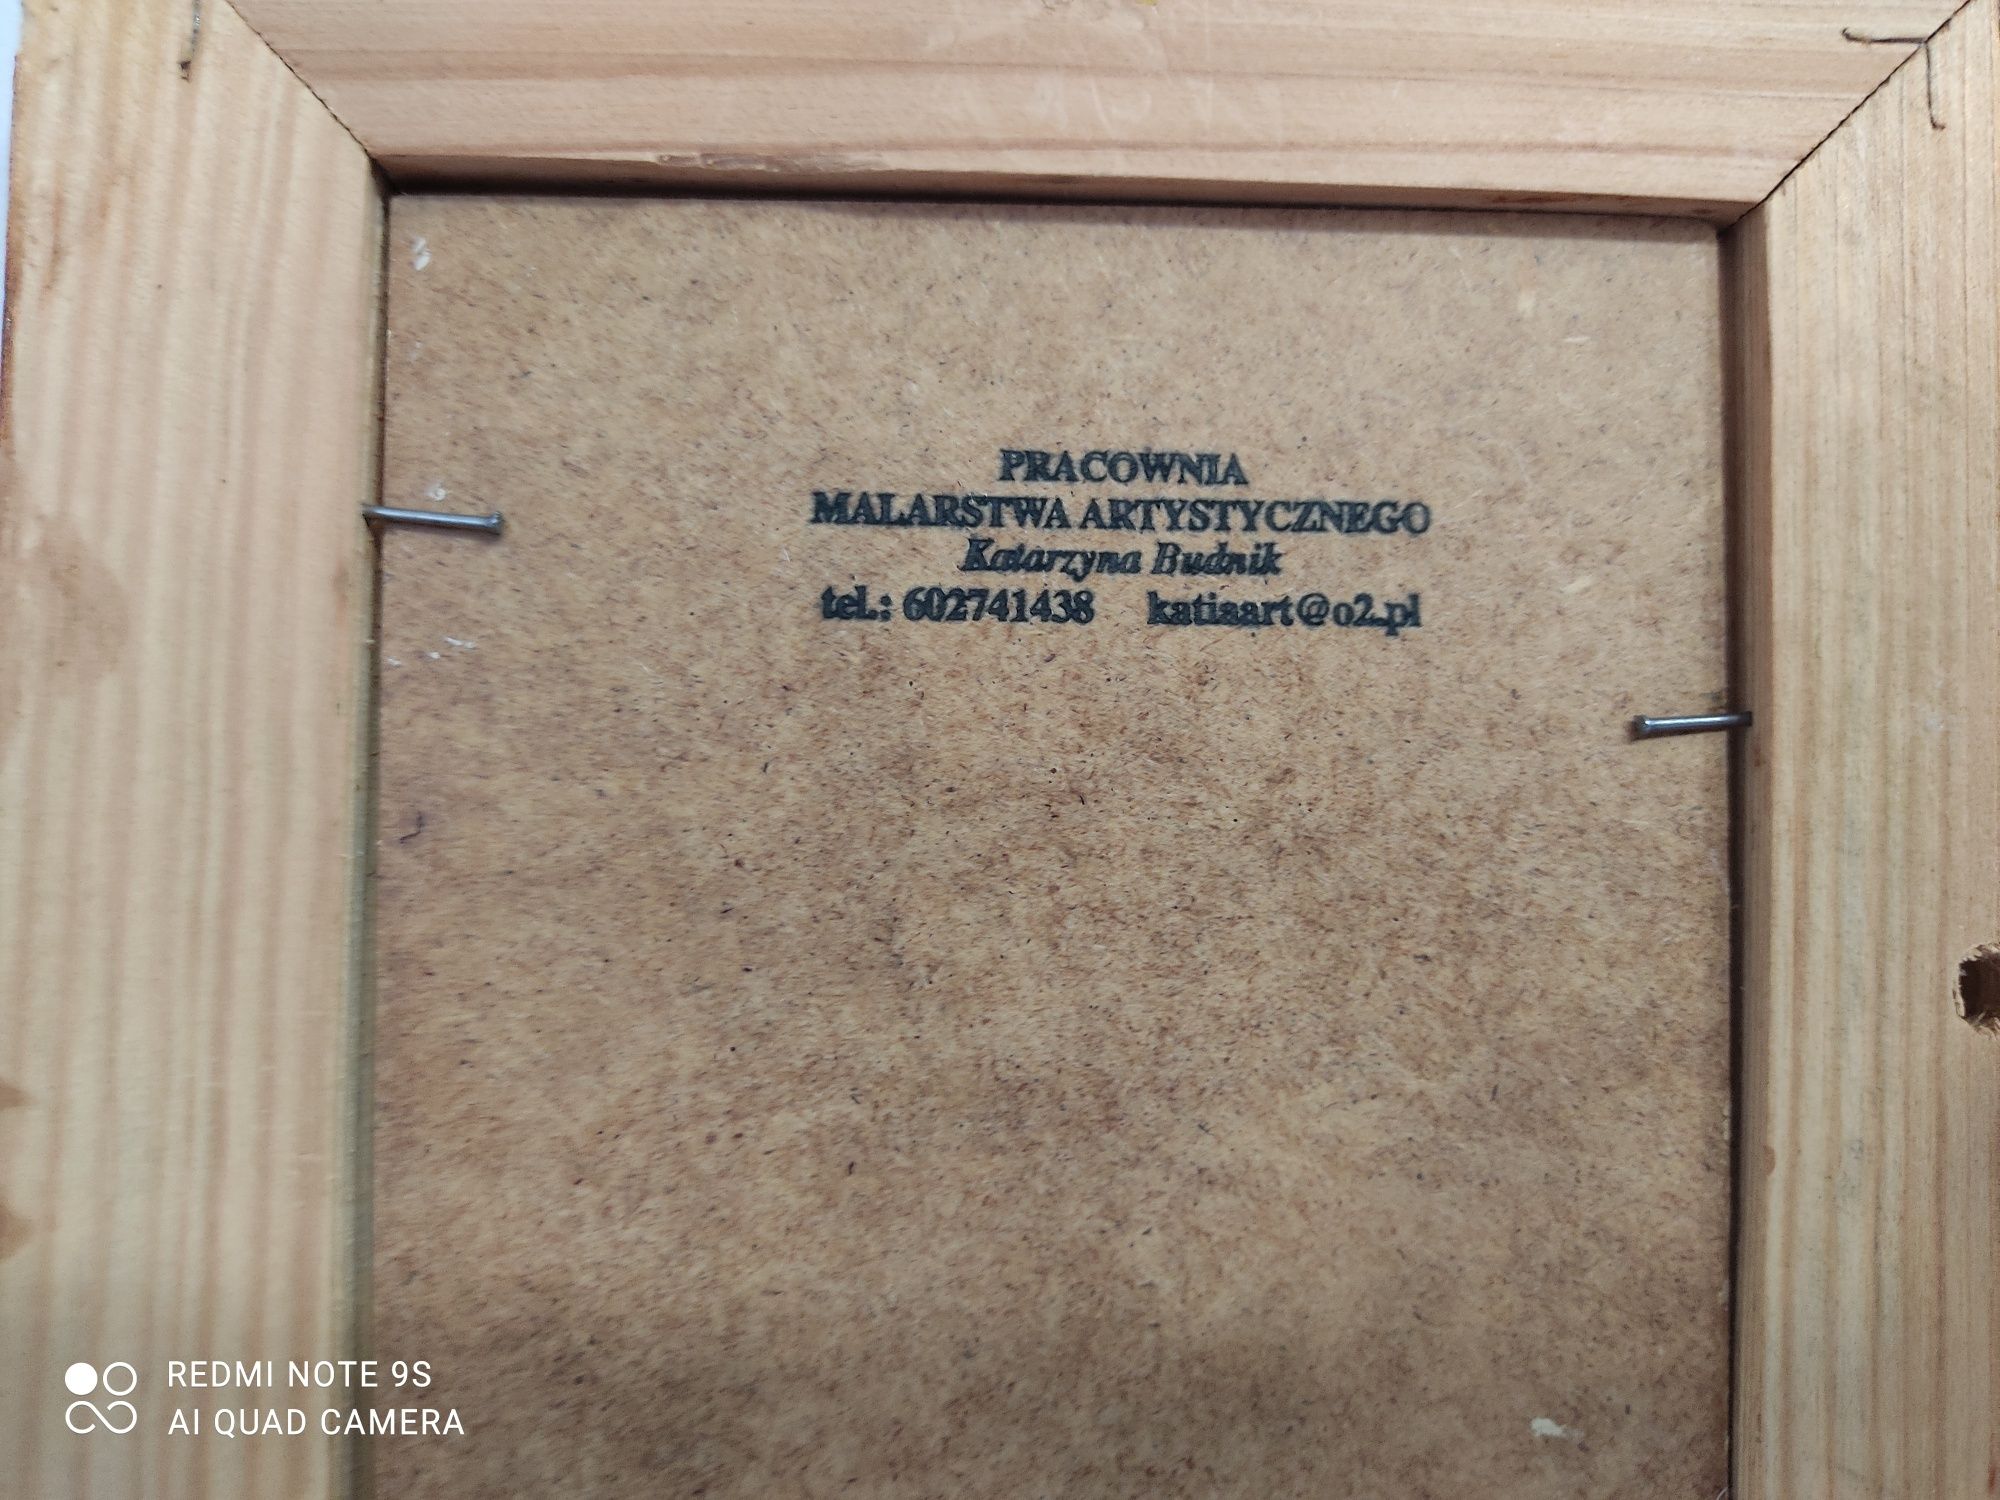 PRACOWNIA
MALARSTWA ARTYSTYCZNEGO
Katarzyna Budnik
tel.: 602741438 katiaart@o2.pl
REDMI NOTE 9S
AI QUAD CAMERA